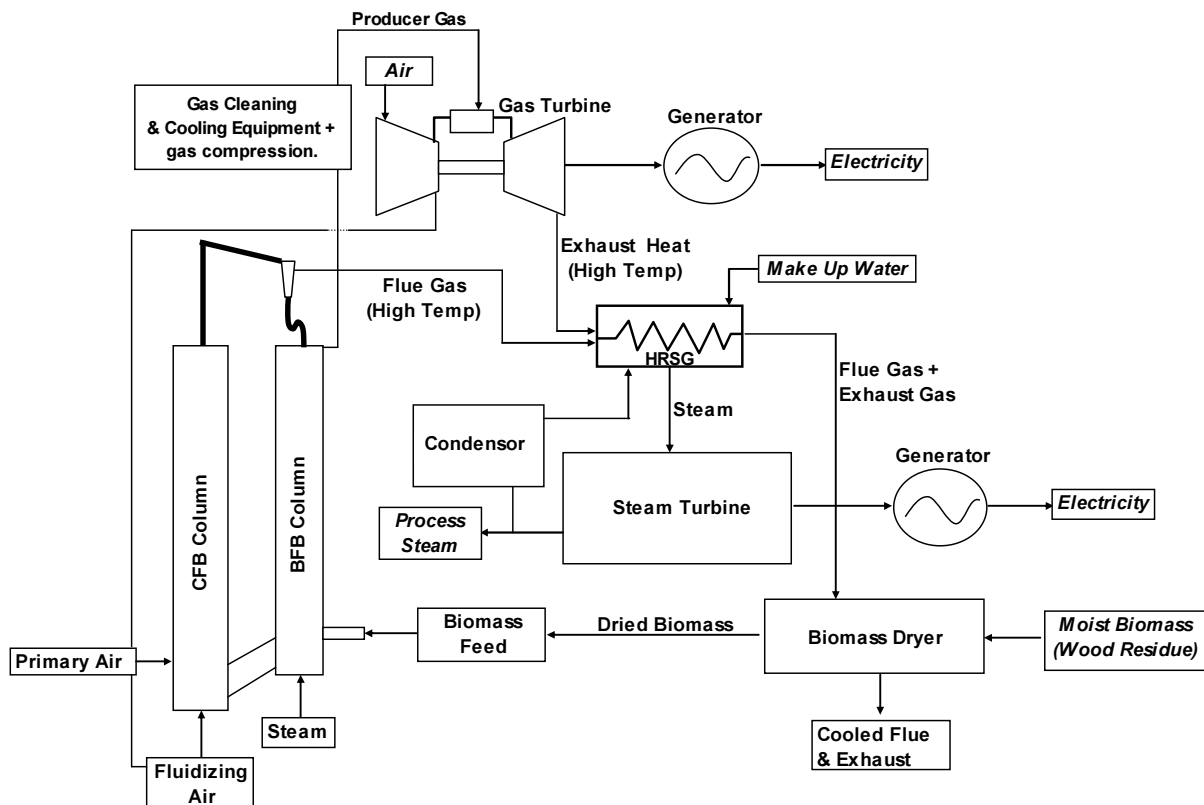 Producer Gas
Air
Gas Cleaning
& Cooling Equipment +
gas compression.
Gas Turbine
Generator
Electricity
Exhaust Heat
(High Temp)
Make Up Water
Flue Gas
(High Temp)
HRSG
Flue Gas +
Exhaust Gas
Steam
Condensor
Generator
CFB Column
BFB Column
Steam Turbine
Electricity
Process
Steam
Biomass
Feed
Dried Biomass
Biomass Dryer
Moist Biomass
(Wood Residue)
Primary Air
Steam
Cooled Flue
& Exhaust
Fluidizing
Air